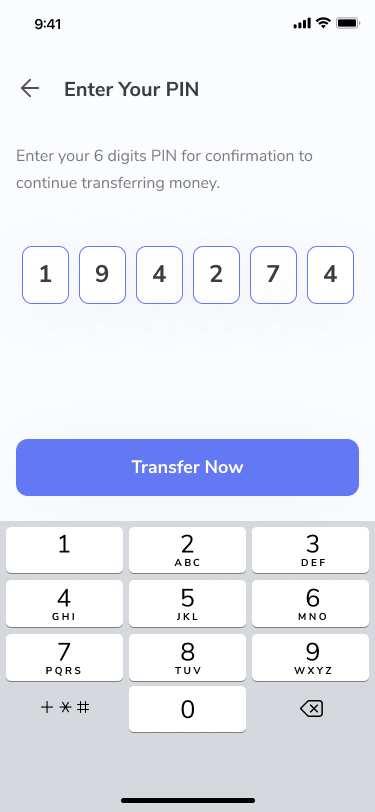 9:41
Enter Your PIN
Enter your 6 digits PIN for confirmation to
continue transferring money.
1 9 4 2 7 4
Transfer Now
1 2 3
ABC DEF
4 5 6
GHI JKL MNO
7 8 9
PQRS TUV WXYZ
+ * # 0